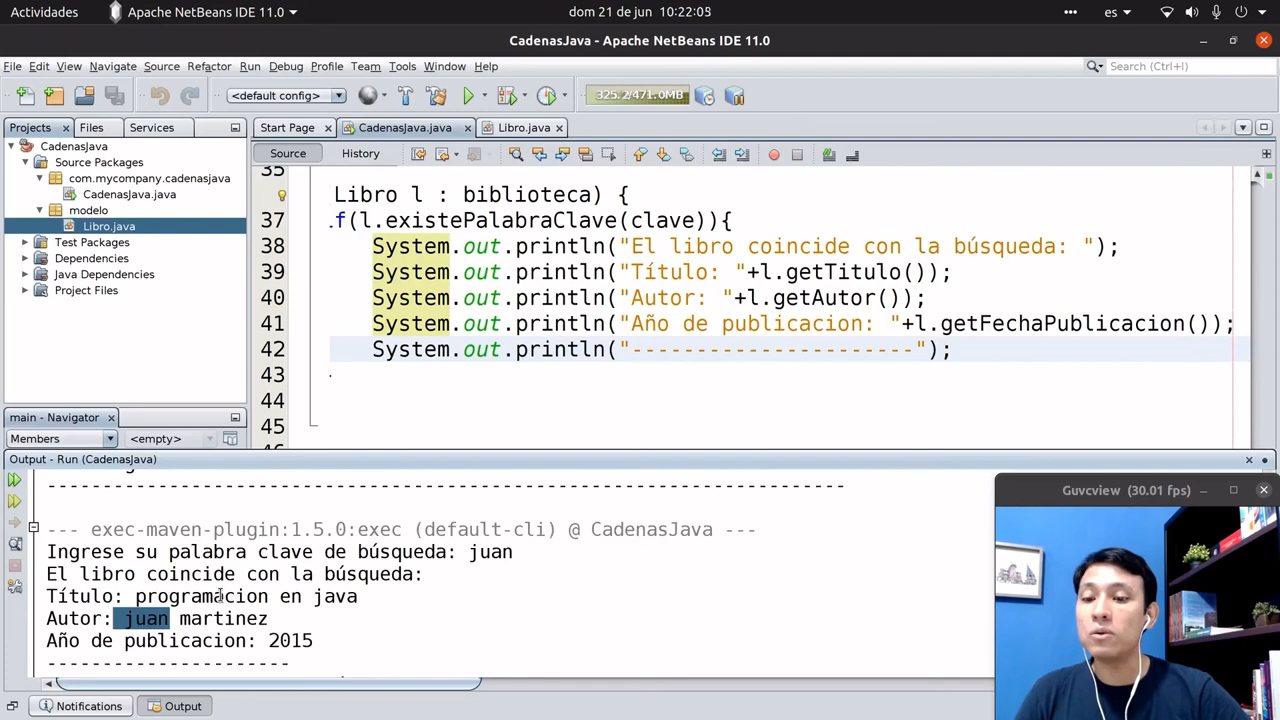 Actividades Apache NetBeans IDE 11.0 dom 21 de jun 10:22:05 es
CadenasJava - Apache NetBeans IDE 11.0
File Edit View Navigate Source Refactor Run Debug Profile Team Tools Window Help Search (Ctrl+I)
<default config> 325.2/471.0MB
Projects Files Services Start Page CadenasJava.java Libro.java
CadenasJava
Source Packages
com.mycompany.cadenasjava
CadenasJava.java
modelo
Libro.java
Test Packages
Dependencies
Java Dependencies
Project Files
main - Navigator
Members <empty>
Source History
35
Libro l : biblioteca) {
37 f(l.existePalabraClave(clave)){
38 System.out.println("El libro coincide con la búsqueda: ");
39 System.out.println("Título: "+l.getTitulo());
40 System.out.println("Autor: "+l.getAutor());
41 System.out.println("Año de publicacion: "+l.getFechaPublicacion());
42 System.out.println("----------------------");
43
44
45
Output - Run (CadenasJava)
------------------------------------------------------------------------
--- exec-maven-plugin:1.5.0:exec (default-cli) @ CadenasJava ---
Ingrese su palabra clave de búsqueda: juan
El libro coincide con la búsqueda:
Título: programacion en java
Autor: juan martinez
Año de publicacion: 2015
----------------------
Guvcview (30.01 fps)
Notifications Output